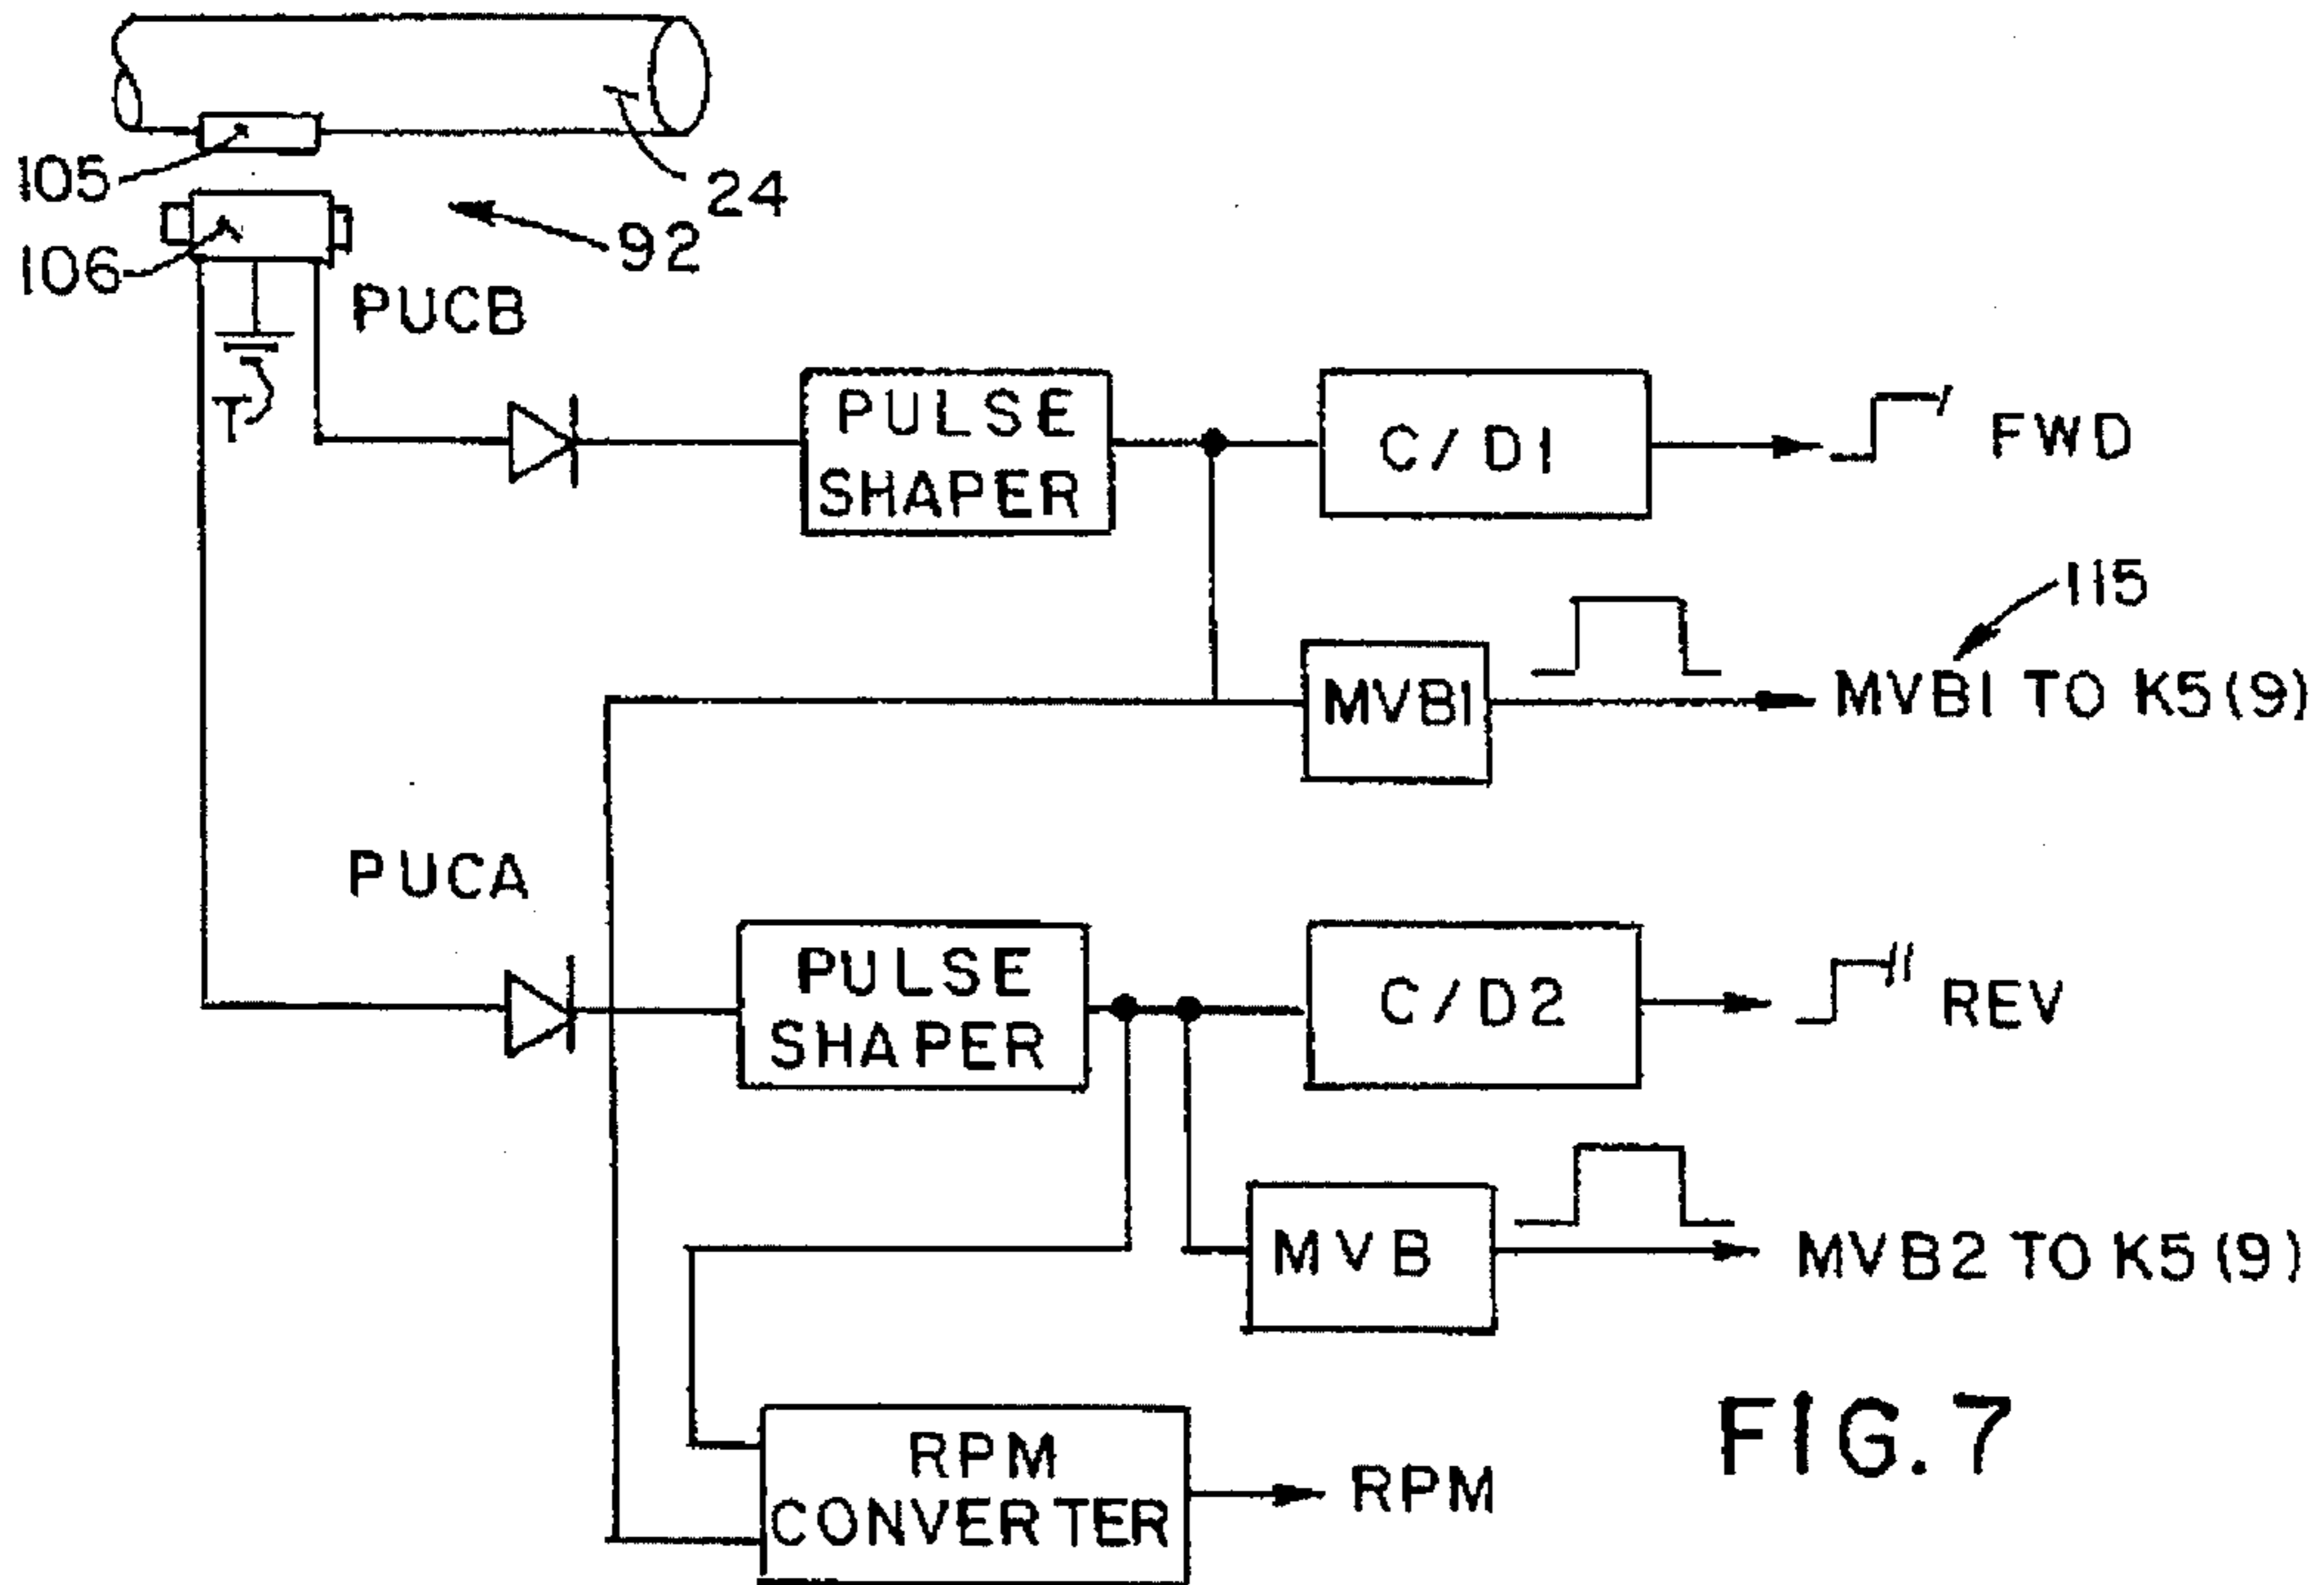 105
24
92
106
PUCB
PULSE
SHAPER
C/D1
FWD
115
MVB1
MVB1 TO K5(9)
PUCA
PULSE
SHAPER
C/D2
REV
MVB
MVB2 TO K5(9)
RPM
CONVERTER
RPM
FIG. 7